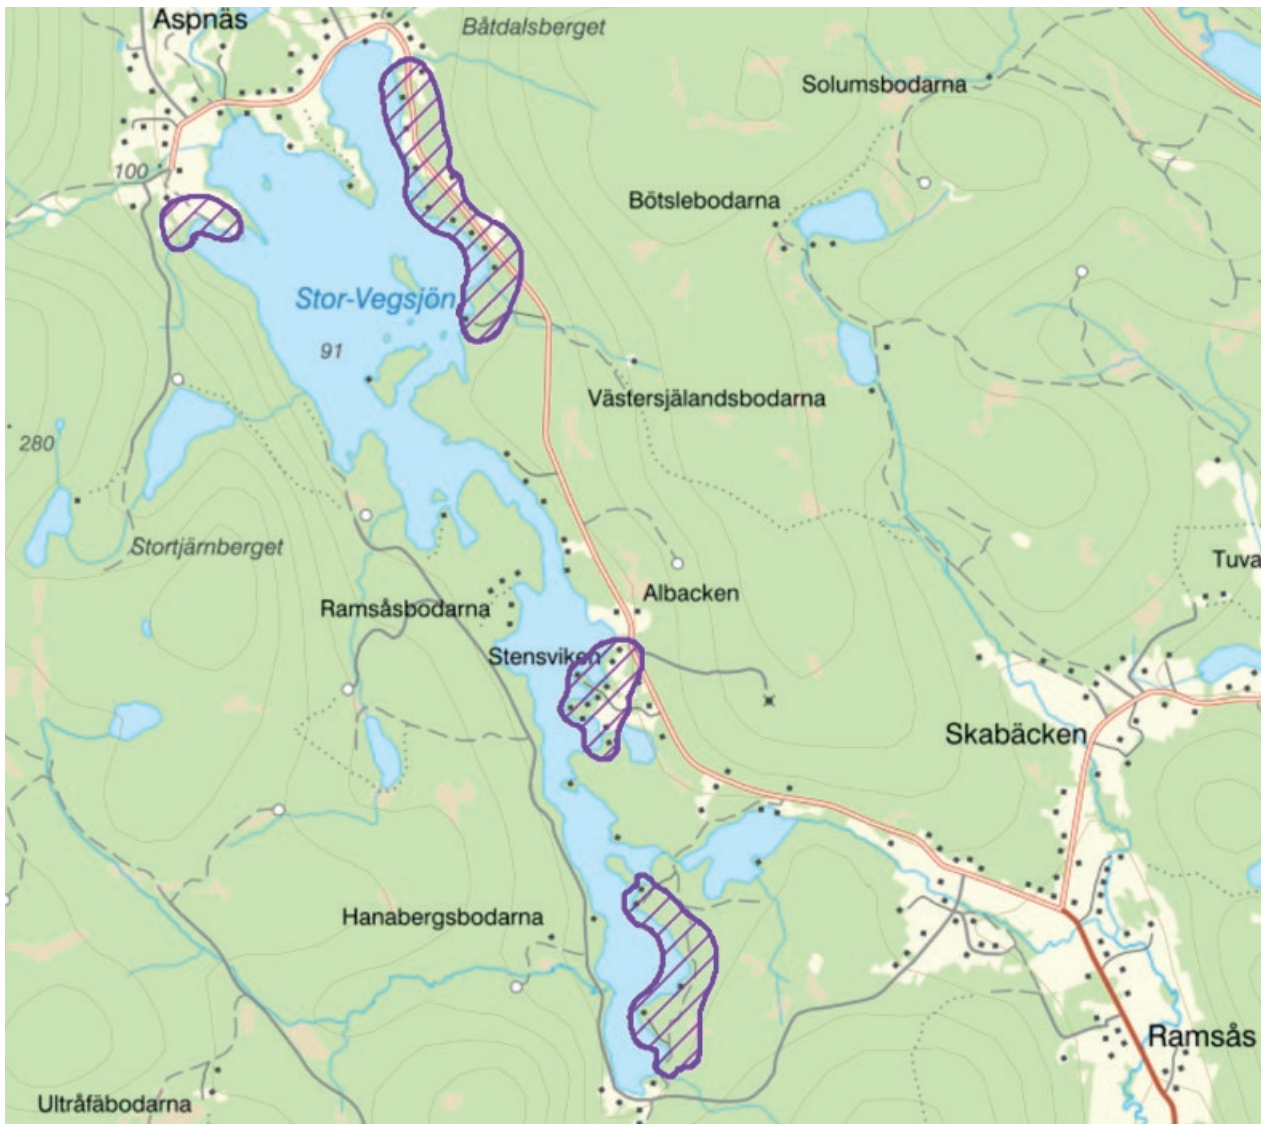 Aspnäs
Båtdalsberget
Solumsbodarna
100
Bötslebodarna
Stor-Vegsjön
91
Västersjälandsbodarna
280
Stortjärnberget
Tuva
Albacken
Ramsåsbodarna
Stensviken
Skabäcken
Hanabergsbodarna
Ramsås
Ultråfäbodarna